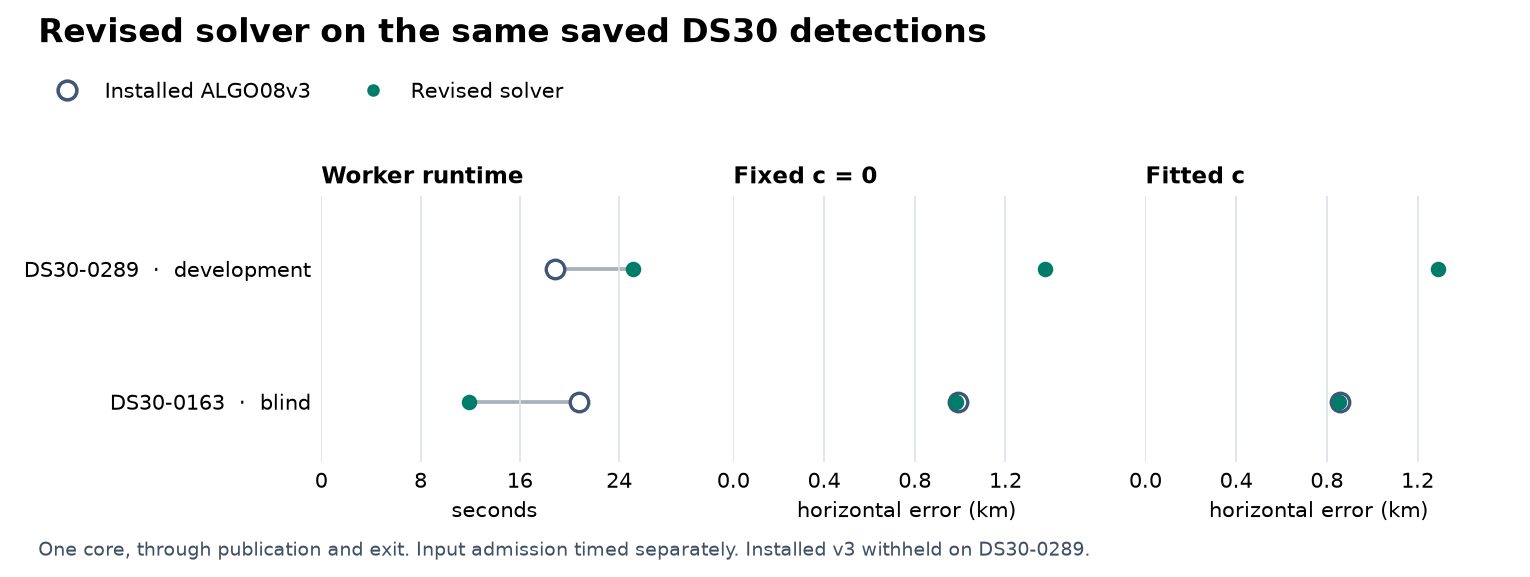 Revised solver on the same saved DS30 detections
Installed ALGO08v3 Revised solver
Worker runtime Fixed c = 0 Fitted c
DS30-0289 · development
DS30-0163 · blind
0 8 16 24 0.0 0.4 0.8 1.2 0.0 0.4 0.8 1.2
seconds horizontal error (km) horizontal error (km)
One core, through publication and exit. Input admission timed separately. Installed v3 withheld on DS30-0289.